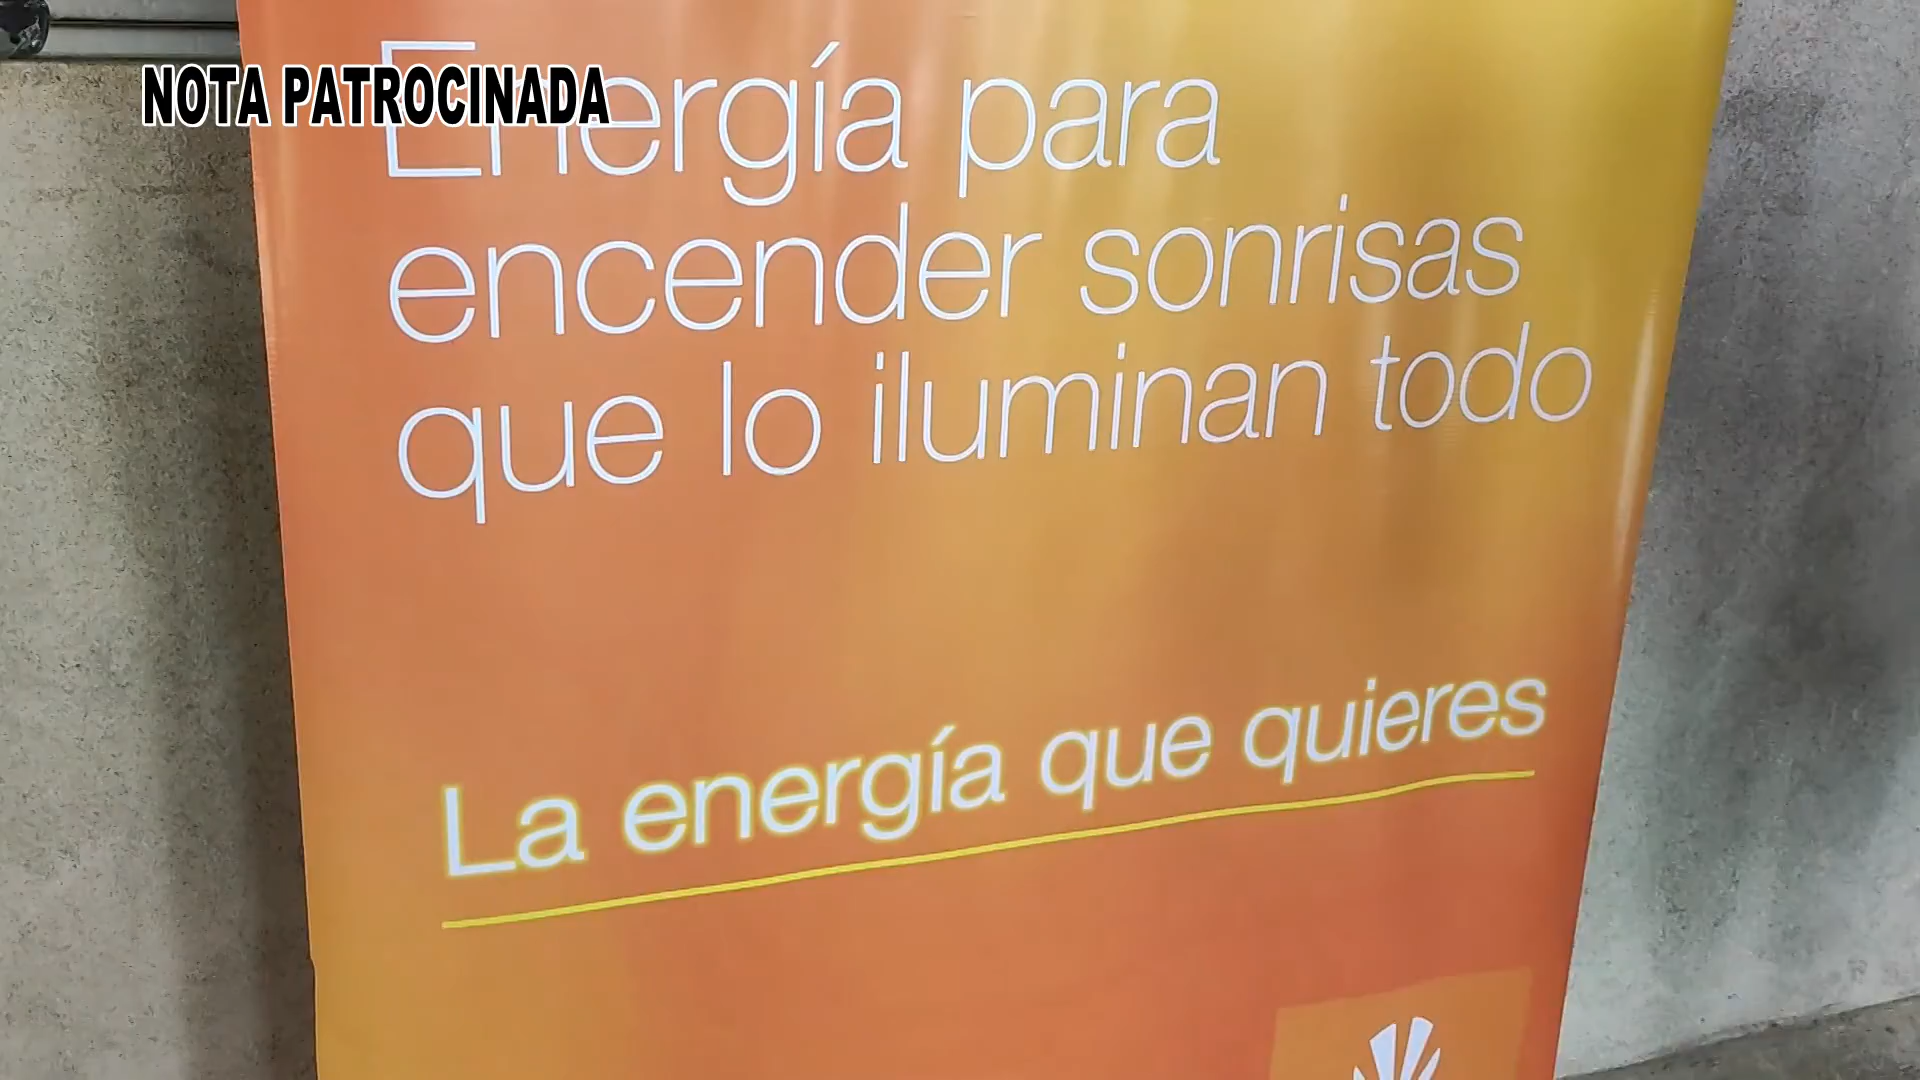 NOTA PATROCINADA
Energía para
encender sonrisas
que lo iluminan todo
La energía que quieres